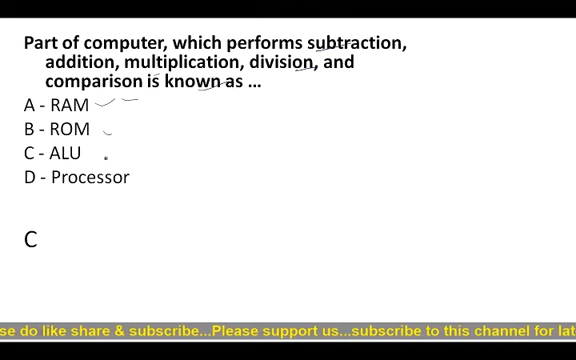 Part of computer, which performs subtraction,
addition, multiplication, division, and
comparison is known as ...
A - RAM
B - ROM
C - ALU
D - Processor
C
se do like share & subscribe...Please support us...subscribe to this channel for lat